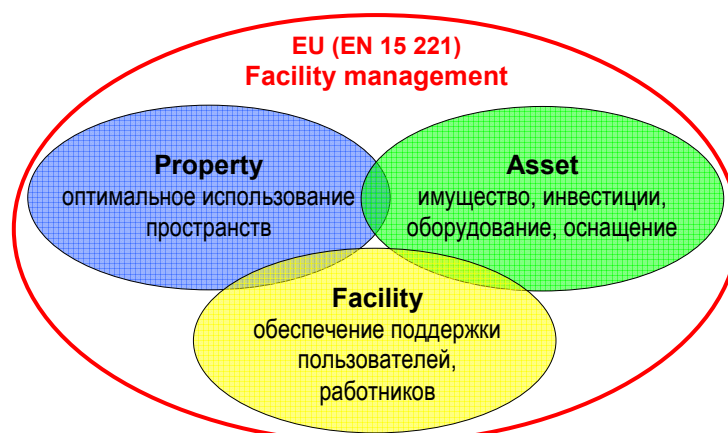 EU (EN 15 221)
Facility management
Property
оптимальное использование
пространств
Asset
имущество, инвестиции,
оборудование, оснащение
Facility
обеспечение поддержки
пользователей,
работников